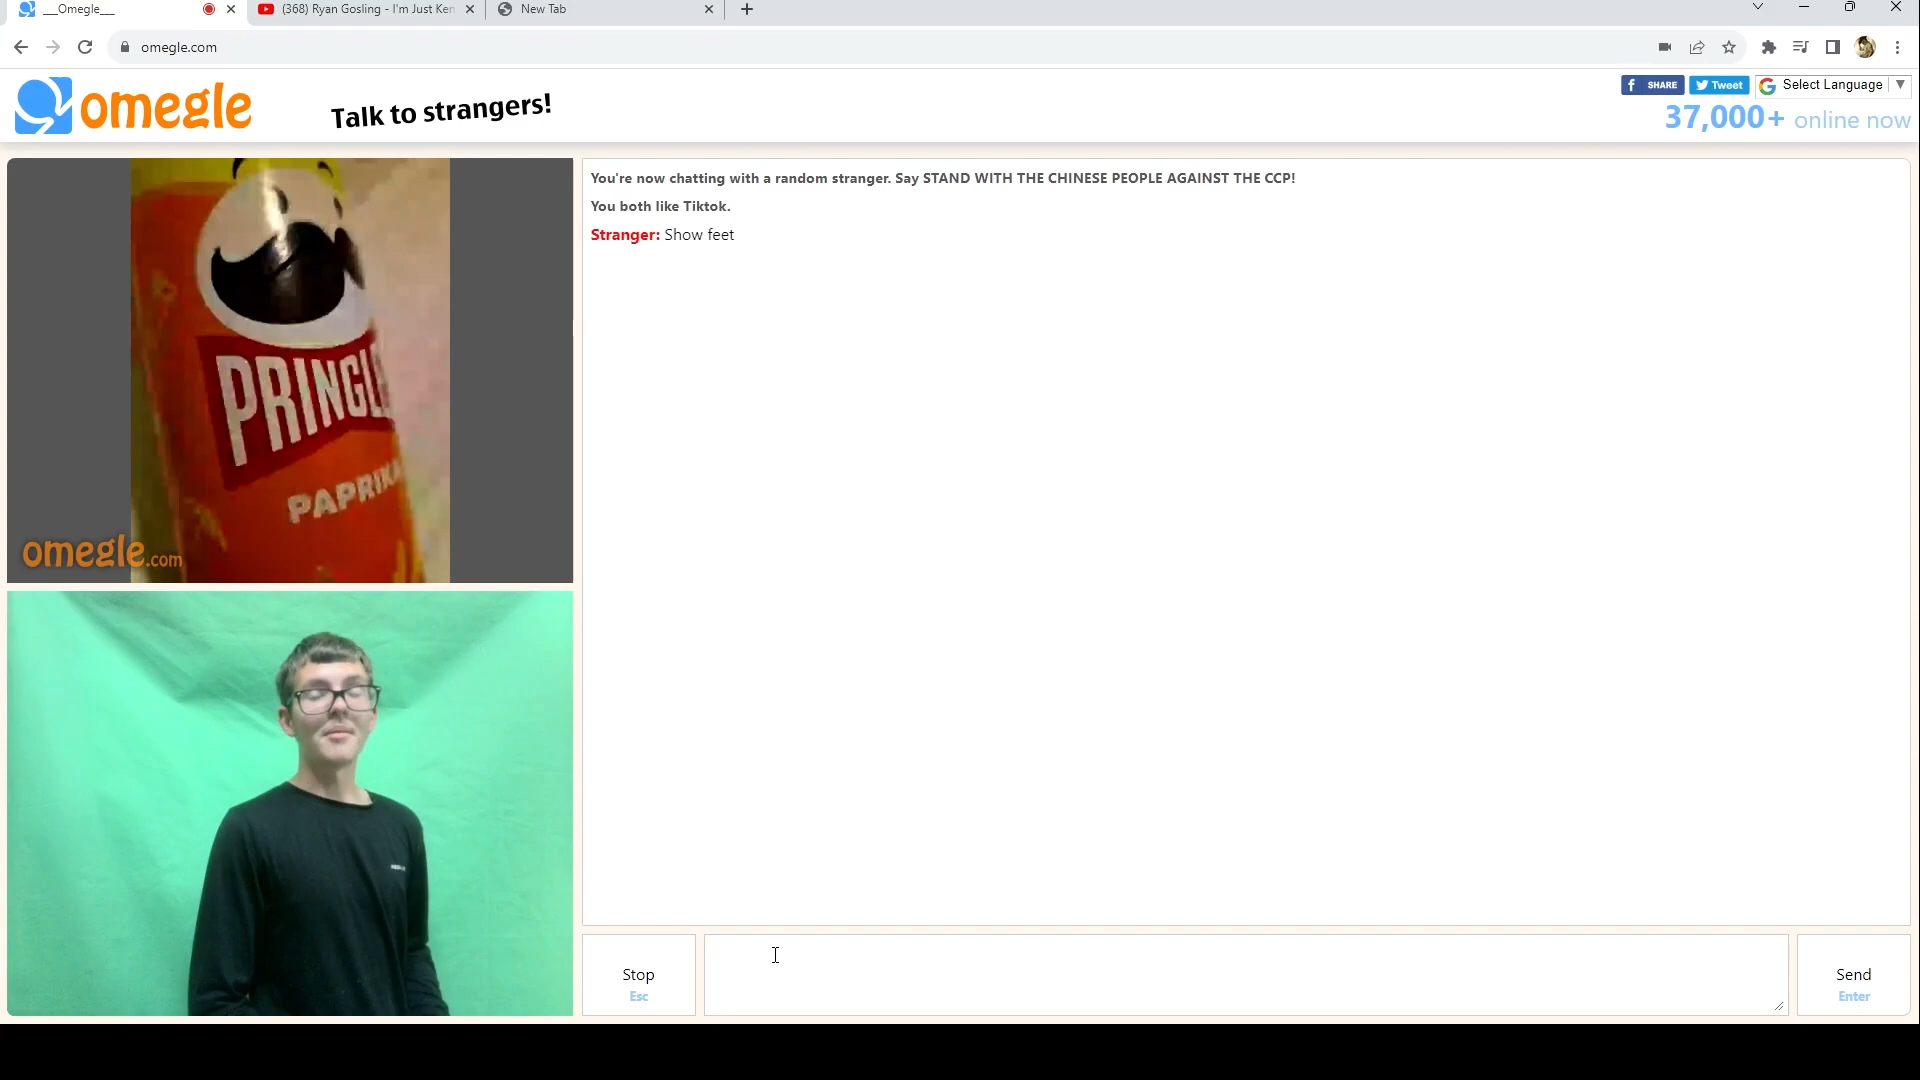 __Omegle__
(368) Ryan Gosling - I'm Just Ken
New Tab
omegle.com
omegle
Talk to strangers!
SHARE
Tweet
Select Language
37,000+ online now
PRINGL
PAPRIKA
omegle.com
You're now chatting with a random stranger. Say STAND WITH THE CHINESE PEOPLE AGAINST THE CCP!
You both like Tiktok.
Stranger: Show feet
Stop
Esc
Send
Enter